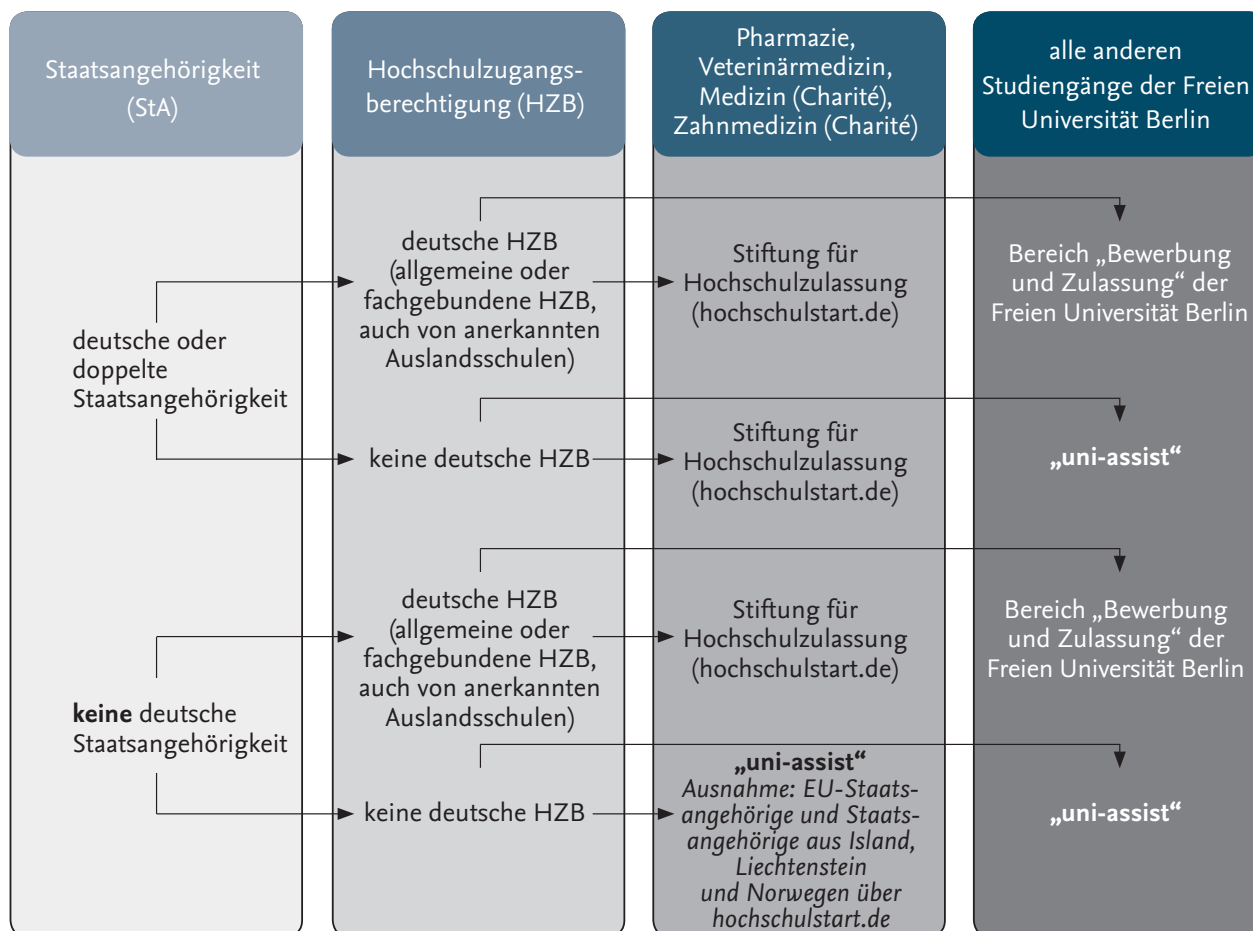 Staatsangehörigkeit
(StA)
Hochschulzugangs-
berechtigung (HZB)
Pharmazie,
Veterinärmedizin,
Medizin (Charité),
Zahnmedizin (Charité)
alle anderen
Studiengänge der Freien
Universität Berlin
deutsche oder
doppelte
Staatsangehörigkeit
deutsche HZB
(allgemeine oder
fachgebundene HZB,
auch von anerkannten
Auslandsschulen)
Stiftung für
Hochschulzulassung
(hochschulstart.de)
Bereich „Bewerbung
und Zulassung“ der
Freien Universität Berlin
keine deutsche HZB
Stiftung für
Hochschulzulassung
(hochschulstart.de)
„uni-assist“
keine deutsche
Staatsangehörigkeit
deutsche HZB
(allgemeine oder
fachgebundene HZB,
auch von anerkannten
Auslandsschulen)
Stiftung für
Hochschulzulassung
(hochschulstart.de)
Bereich „Bewerbung
und Zulassung“ der
Freien Universität Berlin
keine deutsche HZB
„uni-assist“
Ausnahme: EU-Staats-
angehörige und Staats-
angehörige aus Island,
Liechtenstein
und Norwegen über
hochschulstart.de
„uni-assist“